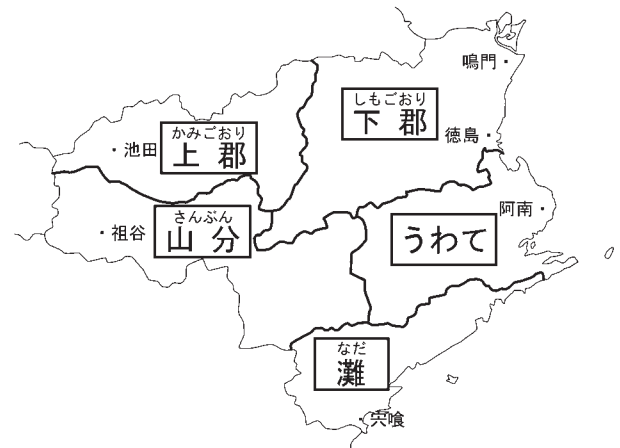 鳴門
しもごおり
下郡
徳島
かみごおり
上郡
池田
さんぶん
山分
祖谷
阿南
うわて
なだ
灘
宍喰